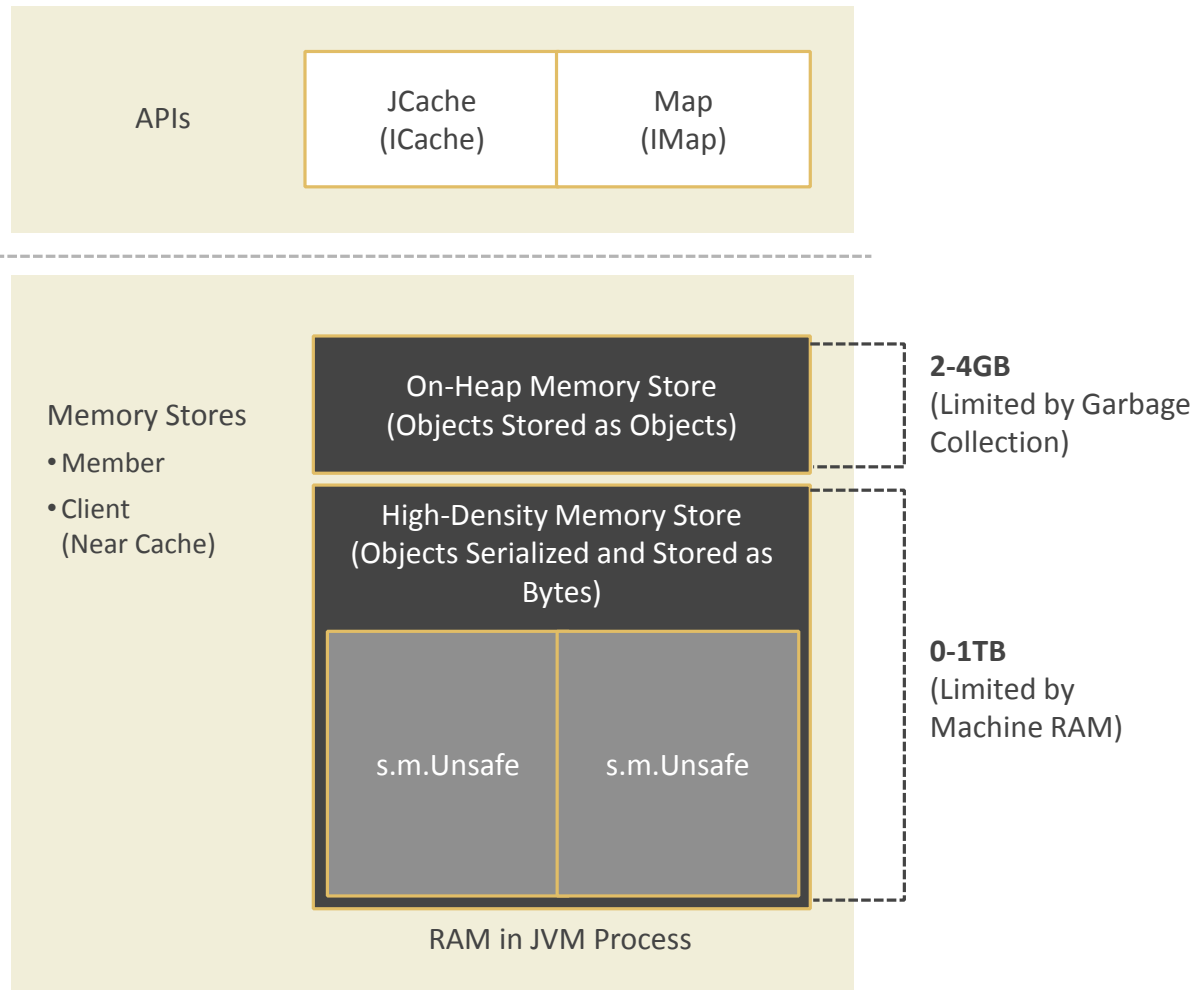 APIs
JCache
(ICache)
Map
(IMap)
Memory Stores
• Member
• Client
(Near Cache)
On-Heap Memory Store
(Objects Stored as Objects)
2-4GB
(Limited by Garbage
Collection)
High-Density Memory Store
(Objects Serialized and Stored as
Bytes)
s.m.Unsafe
s.m.Unsafe
0-1TB
(Limited by
Machine RAM)
RAM in JVM Process